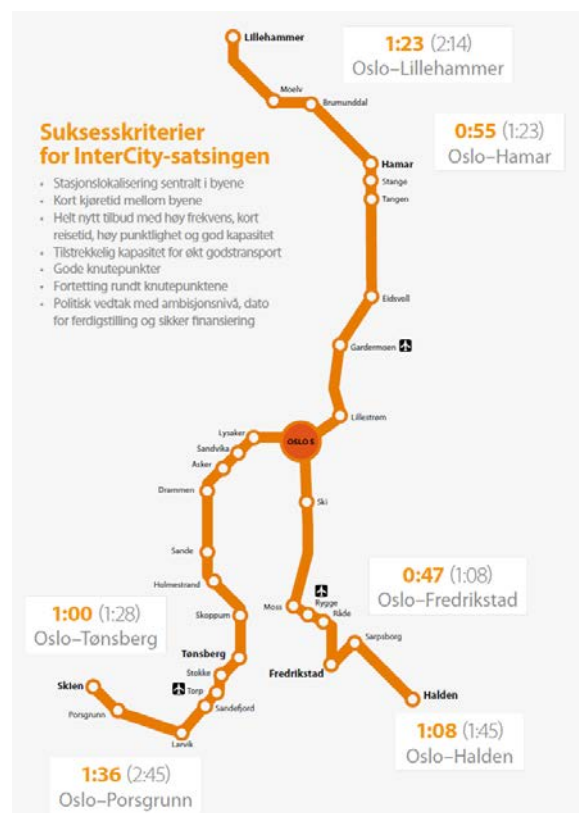 Lillehammer
1:23 (2:14)
Oslo–Lillehammer
Moelv
Brumunddal
0:55 (1:23)
Oslo–Hamar
Suksesskriterier
for InterCity-satsingen
• Stasjonslokalisering sentralt i byene
• Kort kjøretid mellom byene
• Helt nytt tilbud med høy frekvens, kort
reisetid, høy punktlighet og god kapasitet
• Tilstrekkelig kapasitet for økt godstransport
• Gode knutepunkter
• Fortetting rundt knutepunktene
• Politisk vedtak med ambisjonsnivå, dato
for ferdigstilling og sikker finansiering
Hamar
Stange
Tangen
Eidsvoll
Gardermoen
Lillestrøm
OSLO S
Lysaker
Sandvika
Asker
Drammen
Ski
Sande
Holmestrand
Skoppum
Tønsberg
Stokke
Torp
Sandefjord
Larvik
Porsgrunn
Skien
1:00 (1:28)
Oslo–Tønsberg
1:36 (2:45)
Oslo–Porsgrunn
Moss
Rygge
Råde
Fredrikstad
Sarpsborg
Halden
0:47 (1:08)
Oslo–Fredrikstad
1:08 (1:45)
Oslo–Halden